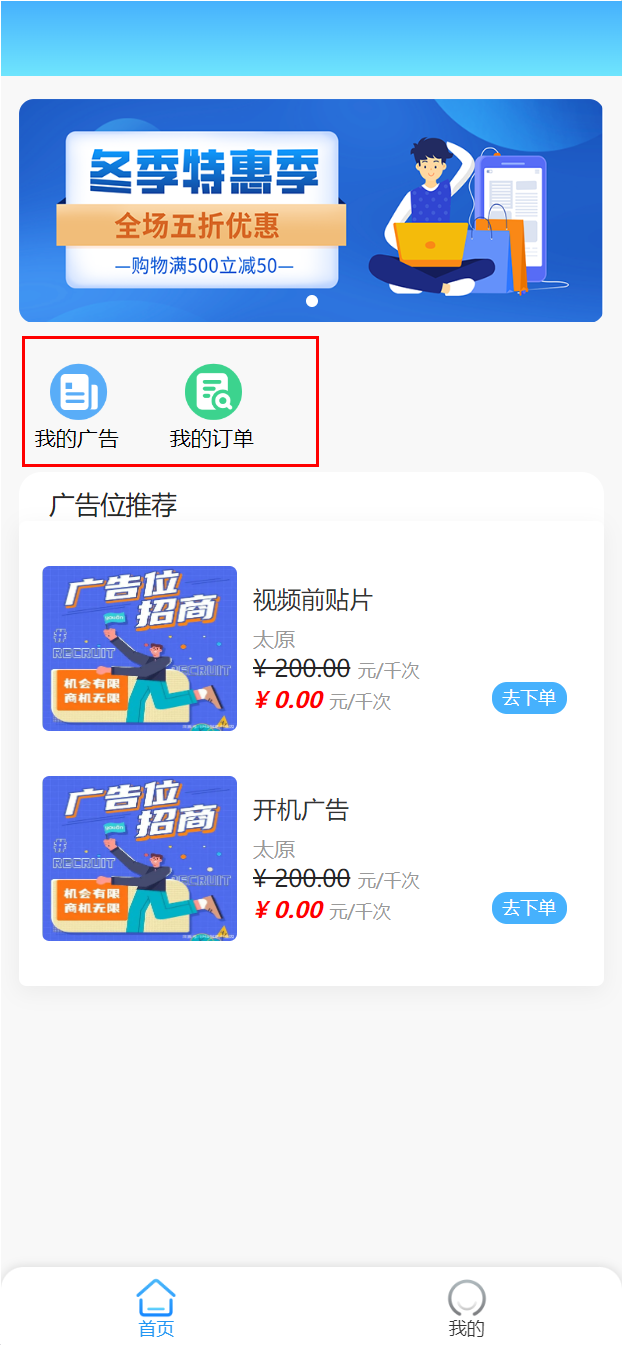 冬季特惠季
全场五折优惠
—购物满500立减50—
我的广告
我的订单
广告位推荐
广告位
招商
#
RECRUIT
RECRUIT
机会有限
商机无限
视频前贴片
太原
¥ 200.00 元/千次
¥ 0.00 元/千次
去下单
广告位
招商
#
RECRUIT
RECRUIT
机会有限
商机无限
开机广告
太原
¥ 200.00 元/千次
¥ 0.00 元/千次
去下单
首页
我的